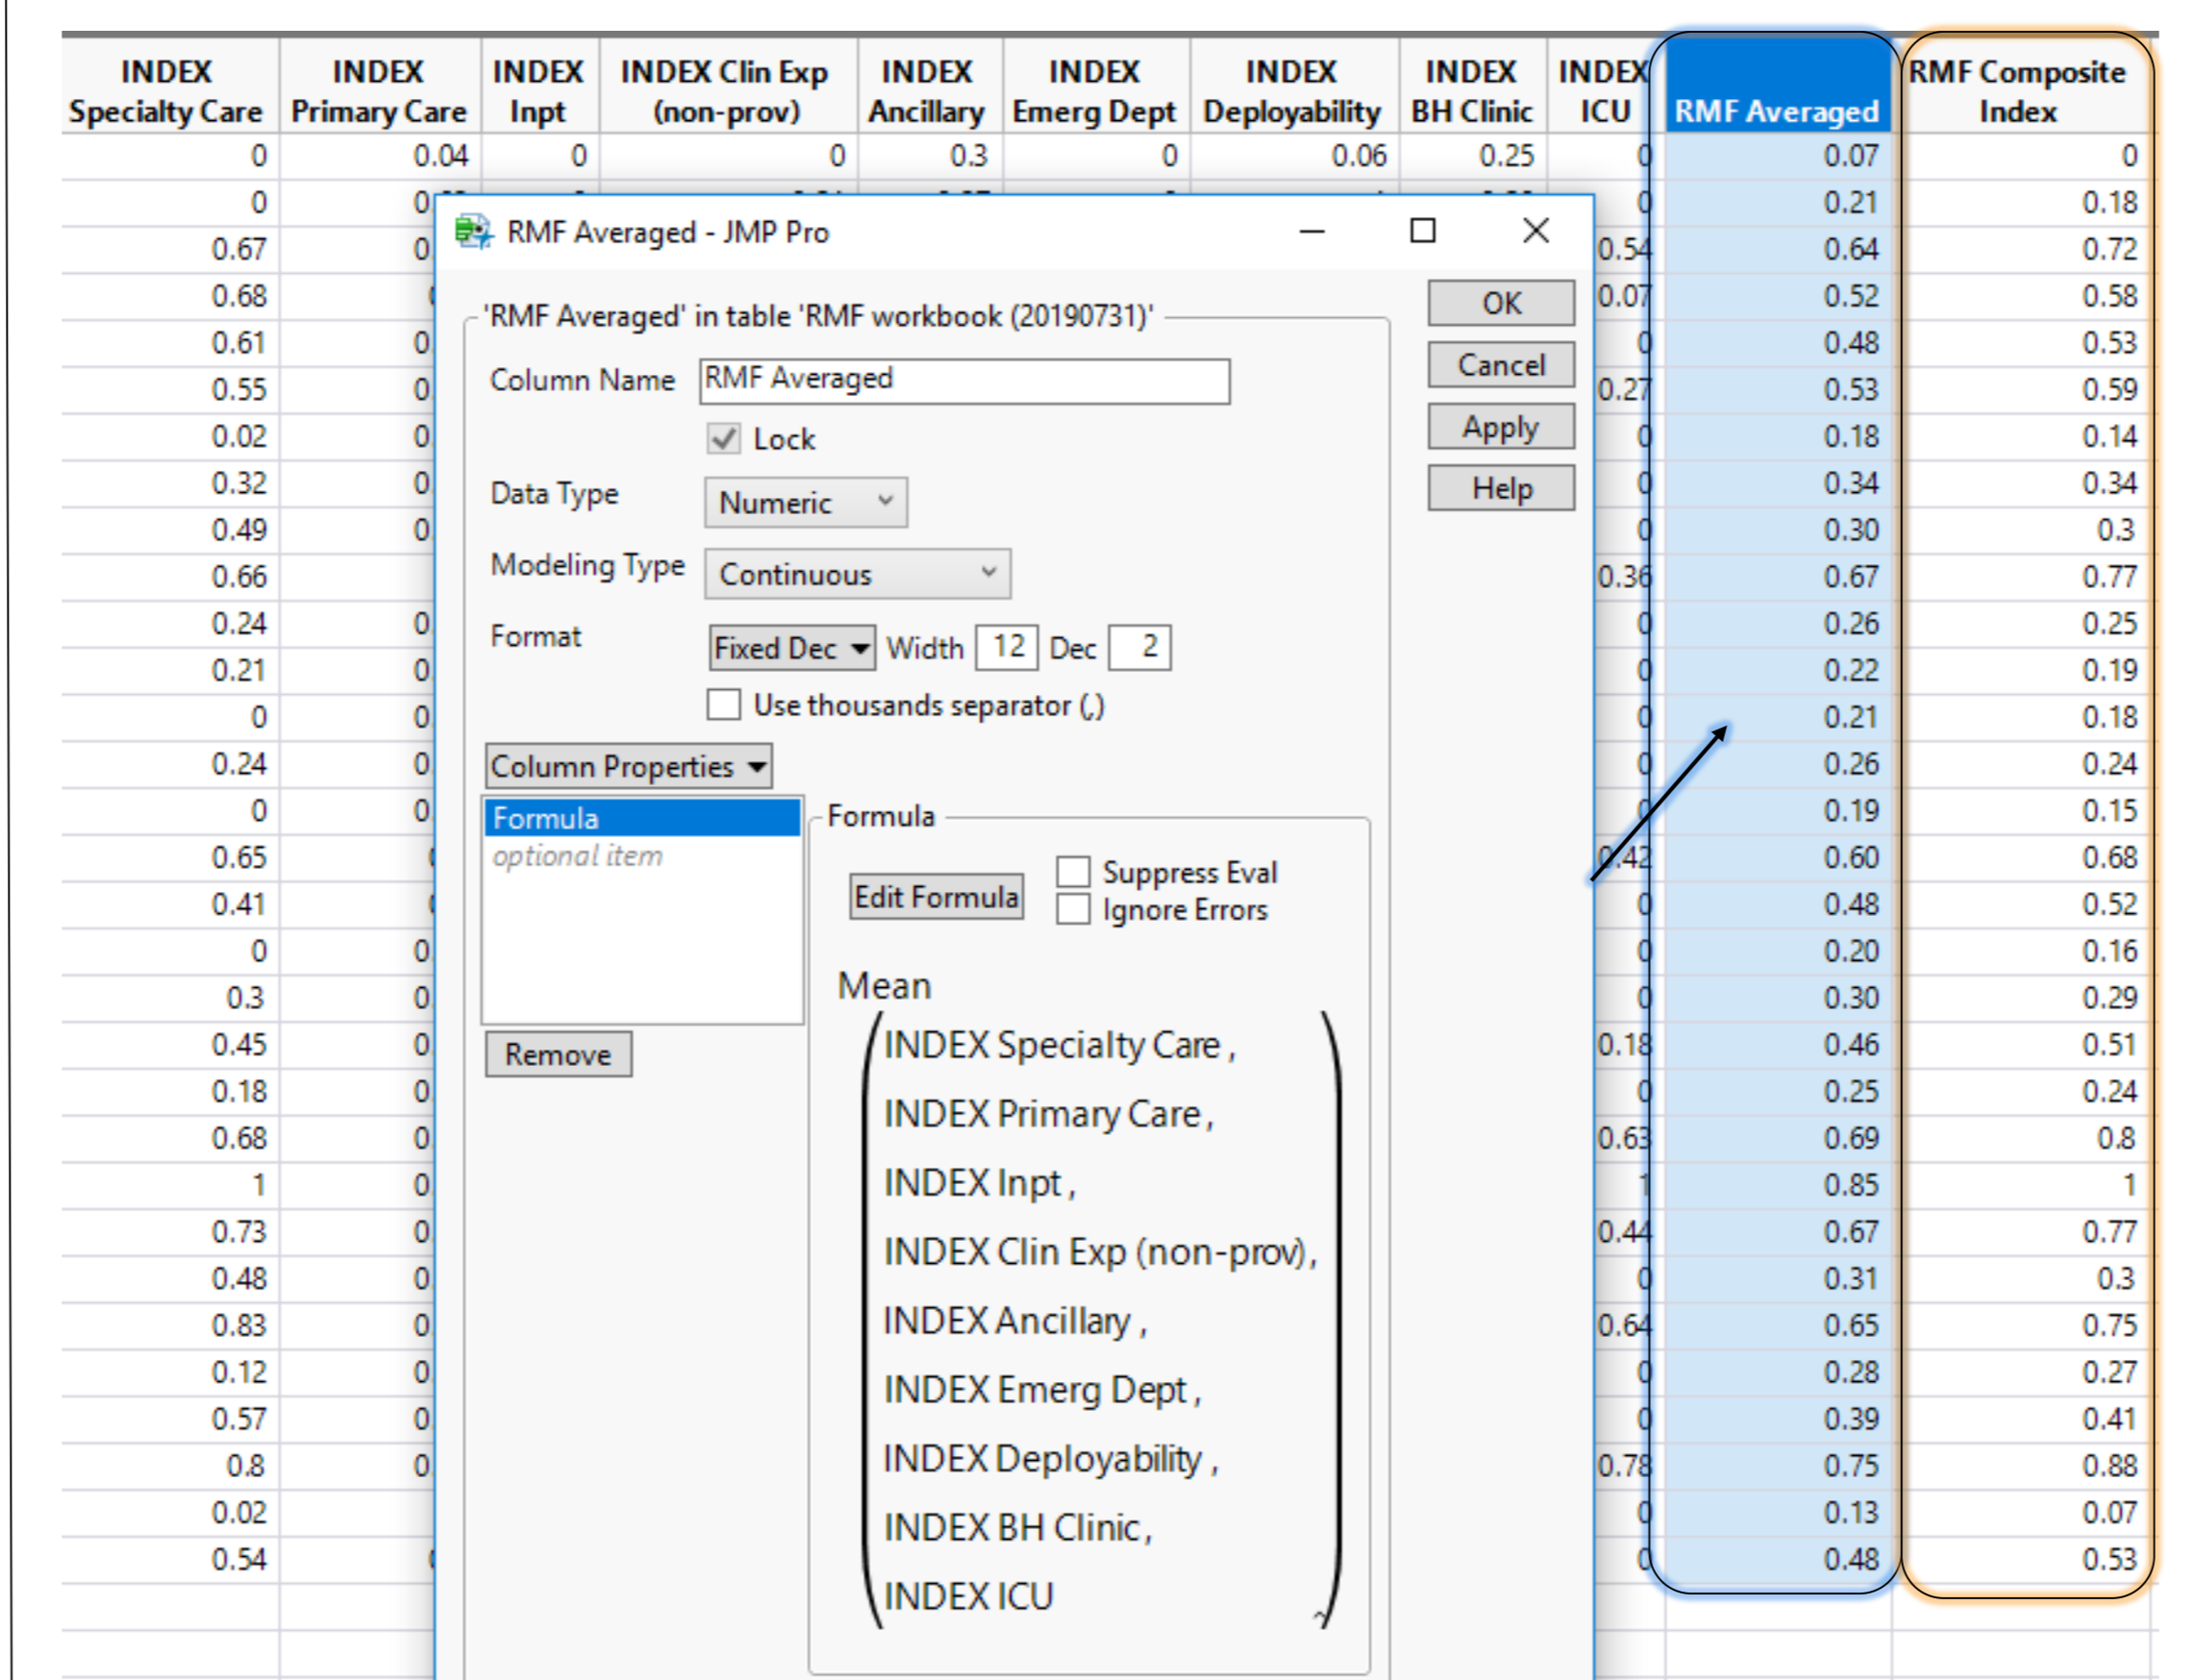 INDEX Specialty Care INDEX Primary Care INDEX Inpt INDEX Clin Exp (non-prov) INDEX Ancillary INDEX Emerg Dept INDEX Deployability INDEX BH Clinic INDEX ICU RMF Averaged RMF Composite Index
0 0.04 0 0 0.3 0 0.06 0.25 0 0.07 0
0 0 0.21 0.18
0.67 0.54 0.64 0.72
0.68 0.07 0.52 0.58
0.61 0 0.48 0.53
0.55 0.27 0.53 0.59
0.02 0 0.18 0.14
0.32 0 0.34 0.34
0.49 0 0.30 0.3
0.66 0.36 0.67 0.77
0.24 0 0.26 0.25
0.21 0 0.22 0.19
0 0 0.21 0.18
0.24 0 0.26 0.24
0 0 0.19 0.15
0.65 0.42 0.60 0.68
0.41 0 0.48 0.52
0 0 0.20 0.16
0.3 0 0.30 0.29
0.45 0.18 0.46 0.51
0.18 0 0.25 0.24
0.68 0.63 0.69 0.8
1 1 0.85 1
0.73 0.44 0.67 0.77
0.48 0 0.31 0.3
0.83 0.64 0.65 0.75
0.12 0 0.28 0.27
0.57 0 0.39 0.41
0.8 0.78 0.75 0.88
0.02 0 0.13 0.07
0.54 0 0.48 0.53
RMF Averaged - JMP Pro
'RMF Averaged' in table 'RMF workbook (20190731)'
Column Name RMF Averaged
Lock
Data Type Numeric
Modeling Type Continuous
Format Fixed Dec Width 12 Dec 2
Use thousands separator (,)
Column Properties
Formula
optional item
Remove
OK
Cancel
Apply
Help
Formula
Edit Formula
Suppress Eval
Ignore Errors
Mean
INDEX Specialty Care ,
INDEX Primary Care ,
INDEX Inpt ,
INDEX Clin Exp (non-prov) ,
INDEX Ancillary ,
INDEX Emerg Dept ,
INDEX Deployability ,
INDEX BH Clinic ,
INDEX ICU